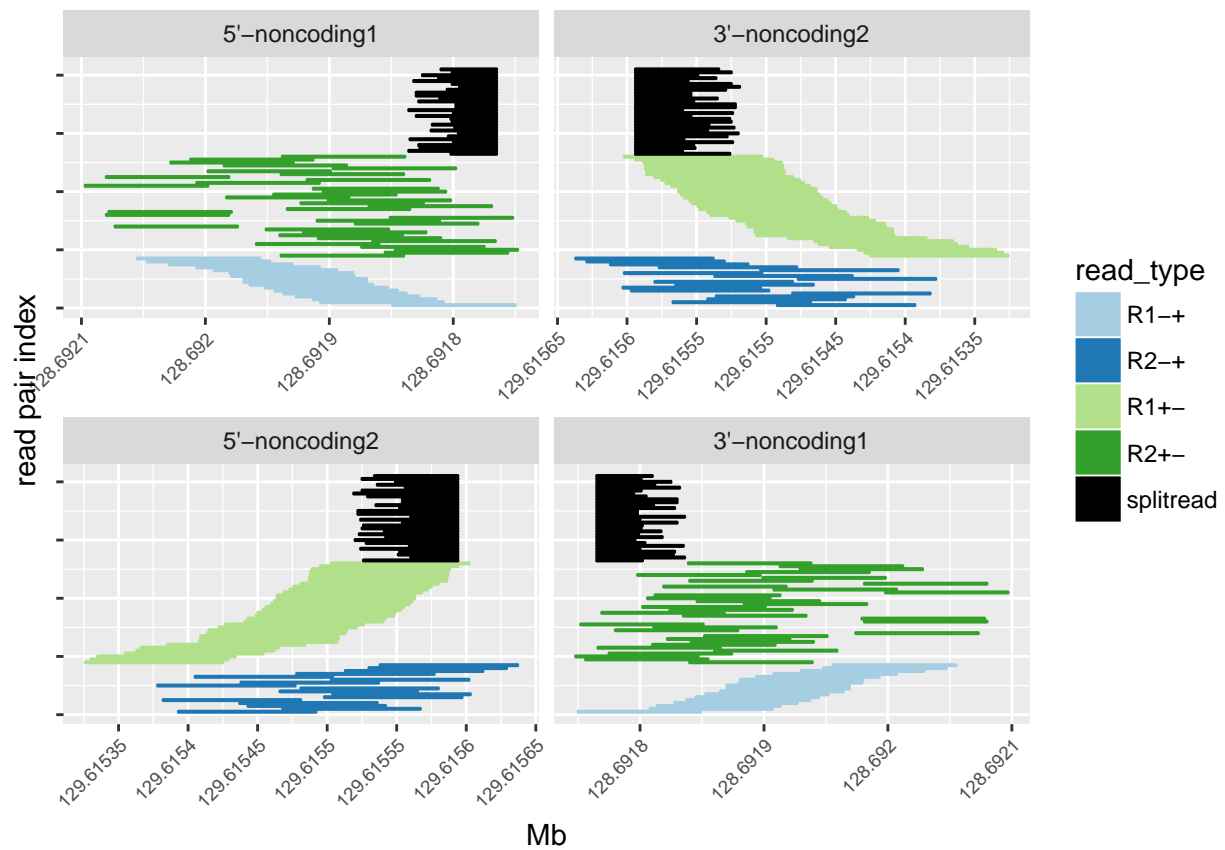 5'-noncoding1
3'-noncoding2
128.6921
128.692
128.6919
128.6918
129.61565
129.6156
129.61555
129.6155
129.61545
129.6154
129.61535
read pair index
5'-noncoding2
3'-noncoding1
129.61535
129.6154
129.61545
129.6155
129.61555
129.6156
129.61565
128.6918
128.6919
128.692
128.6921
Mb
read_type
R1-+
R2-+
R1+-
R2+-
splitread